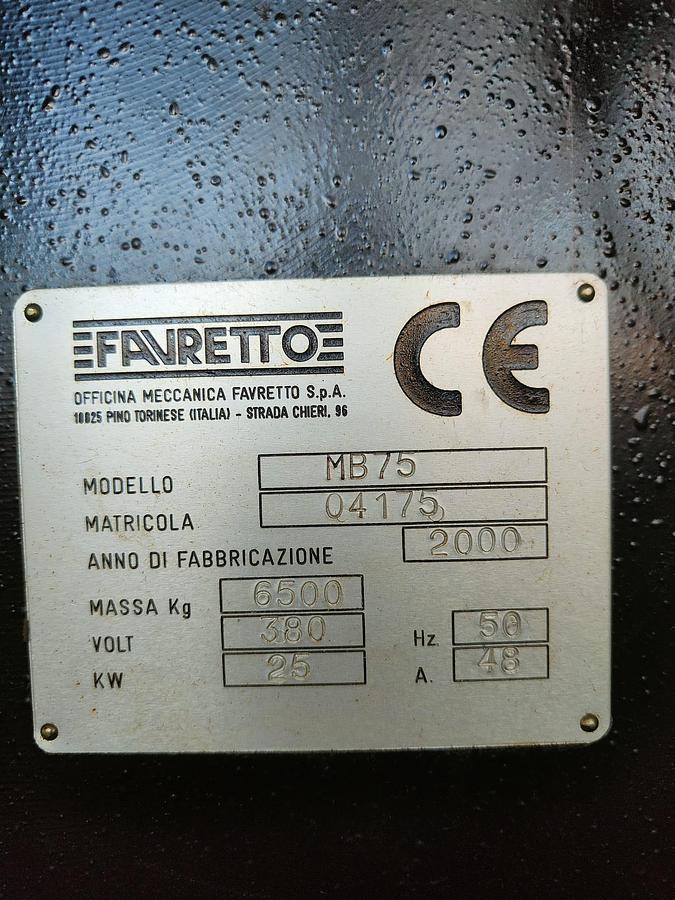 FAVRETTO
CE
OFFICINA MECCANICA FAVRETTO S.p.A.
10025 PINO TORINESE (ITALIA) - STRADA CHIERI, 96
MODELLO MB75
MATRICOLA Q4175
ANNO DI FABBRICAZIONE 2000
MASSA Kg 6500
VOLT 380 Hz 50
KW 25 A. 48